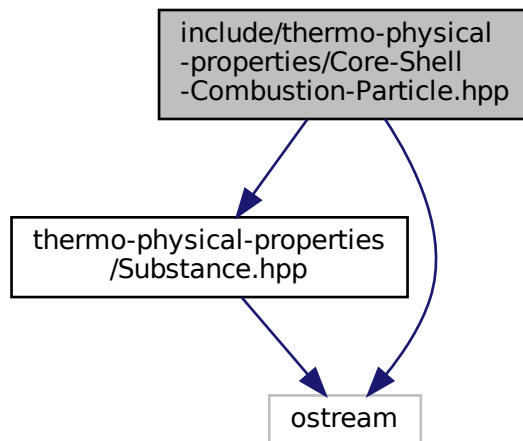 include/thermo-physical
-properties/Core-Shell
-Combustion-Particle.hpp
thermo-physical-properties
/Substance.hpp
ostream